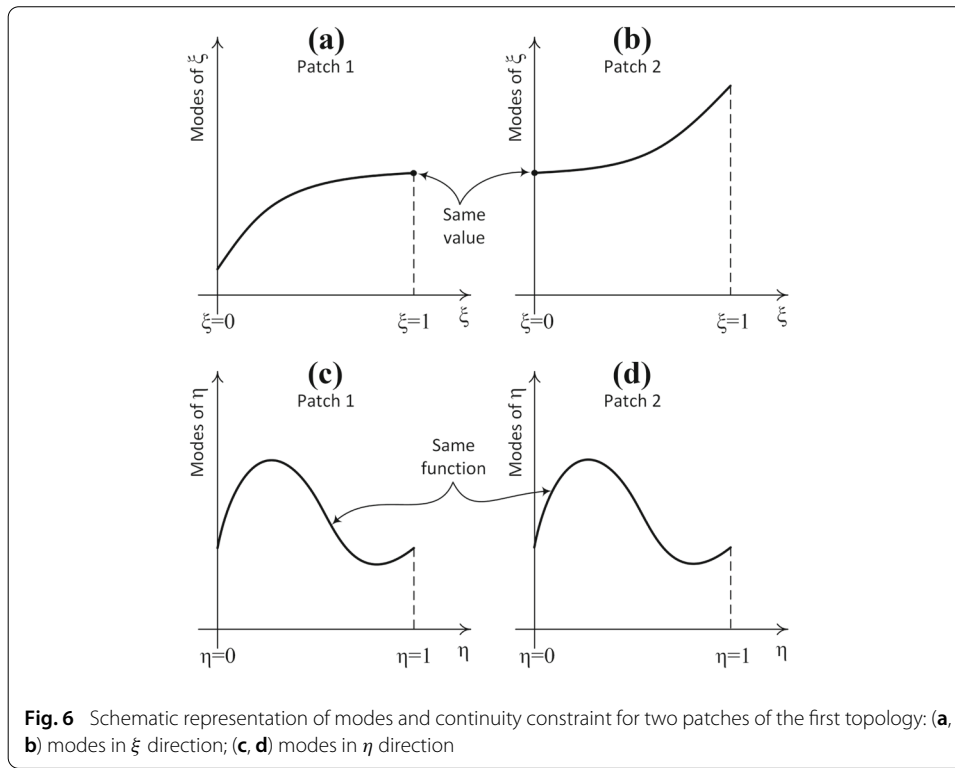 (a)
Patch 1
Modes of ξ
(b)
Patch 2
Modes of ξ
Same
value
ξ=0
ξ=1
ξ
ξ=0
ξ=1
ξ
(c)
Patch 1
Modes of η
(d)
Patch 2
Modes of η
Same
function
η=0
η=1
η
η=0
η=1
η
Fig. 6 Schematic representation of modes and continuity constraint for two patches of the first topology: (a,
b) modes in ξ direction; (c, d) modes in η direction